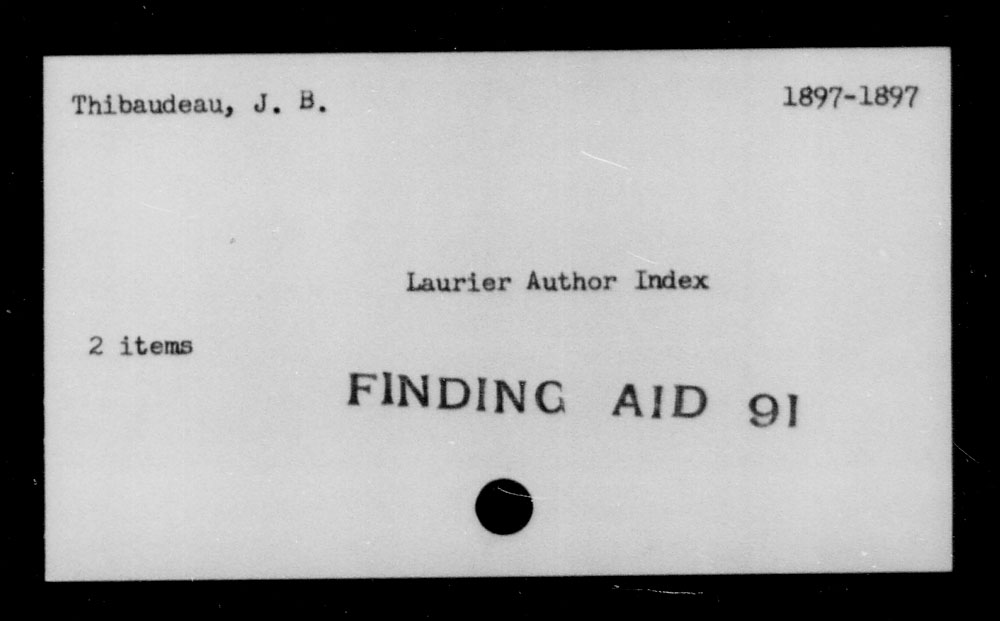 Thibaudeau, J. B. 1897-1897
Laurier Author Index
2 items
FINDING AID 91